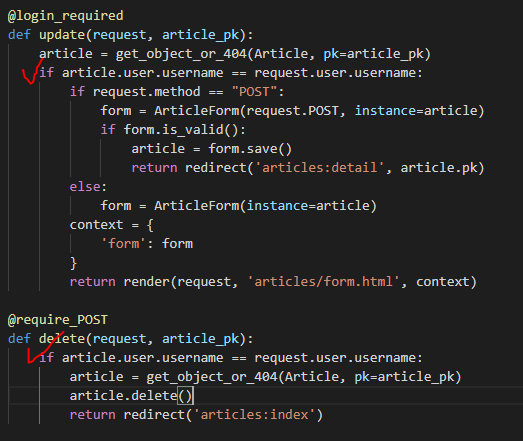 @login_required
def update(request, article_pk):
    article = get_object_or_404(Article, pk=article_pk)
    if article.user.username == request.user.username:
        if request.method == "POST":
            form = ArticleForm(request.POST, instance=article)
            if form.is_valid():
                article = form.save()
                return redirect('articles:detail', article.pk)
        else:
            form = ArticleForm(instance=article)
        context = {
            'form': form
        }
        return render(request, 'articles/form.html', context)

@require_POST
def delete(request, article_pk):
    if article.user.username == request.user.username:
        article = get_object_or_404(Article, pk=article_pk)
        article.delete()
        return redirect('articles:index')